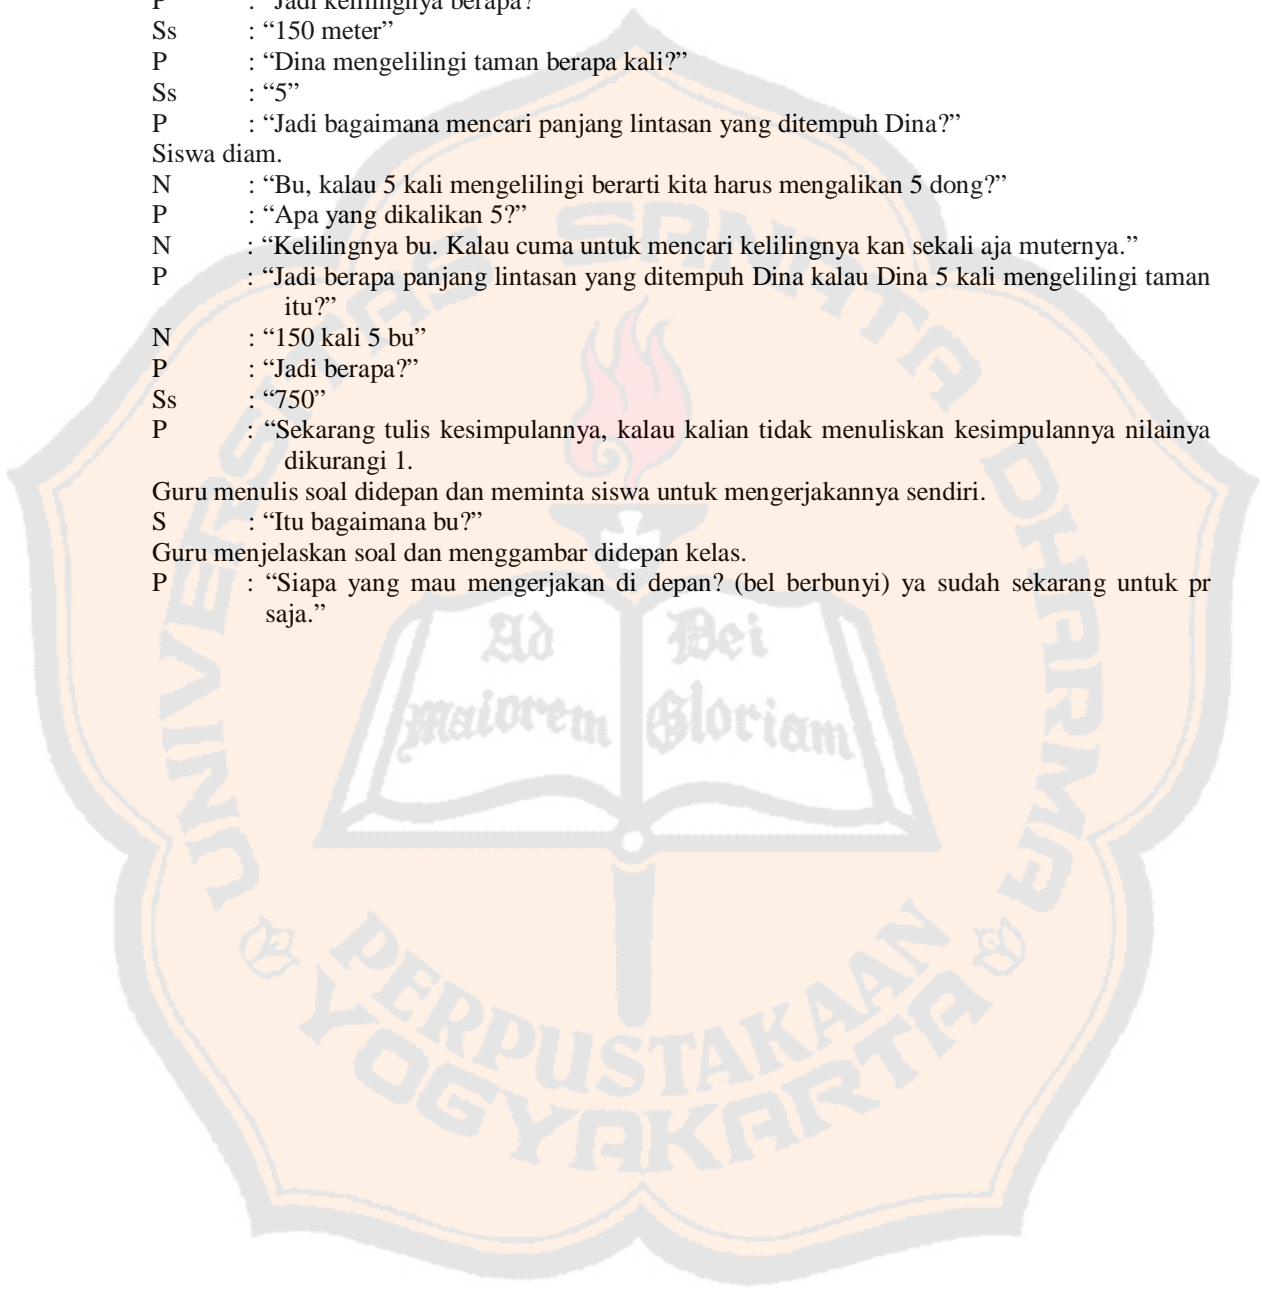 P : “Jadi kelilingnya berapa?”
Ss : “150 meter”
P : “Dina mengelilingi taman berapa kali?”
Ss : “5”
P : “Jadi bagaimana mencari panjang lintasan yang ditempuh Dina?”
Siswa diam.
N : “Bu, kalau 5 kali mengelilingi berarti kita harus mengalikan 5 dong?”
P : “Apa yang dikalikan 5?”
N : “Kelilingnya bu. Kalau cuma untuk mencari kelilingnya kan sekali aja muternya.”
P : “Jadi berapa panjang lintasan yang ditempuh Dina kalau Dina 5 kali mengelilingi taman
itu?”
N : “150 kali 5 bu”
P : “Jadi berapa?”
Ss : “750”
P : “Sekarang tulis kesimpulannya, kalau kalian tidak menuliskan kesimpulannya nilainya
dikurangi 1.
Guru menulis soal didepan dan meminta siswa untuk mengerjakannya sendiri.
S : “Itu bagaimana bu?”
Guru menjelaskan soal dan menggambar didepan kelas.
P : “Siapa yang mau mengerjakan di depan? (bel berbunyi) ya sudah sekarang untuk pr
saja.”
UNIVERSITAS SANATA DHARMA
Ad Dei
maiorem Gloriam
PERPUSTAKAAN
YOGYAKARTA